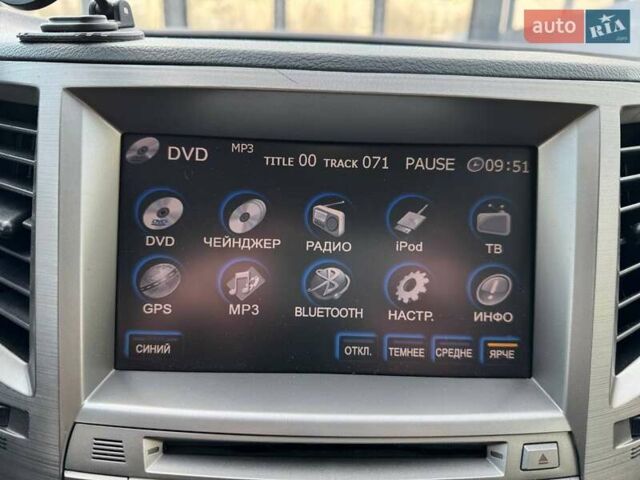 auto RIA
DVD MP3 TITLE 00 TRACK 071 PAUSE 09:51
DVD ЧЕЙНДЖЕР РАДИО iPod ТВ
GPS MP3 BLUETOOTH НАСТР. ИНФО
СИНИЙ ОТКЛ. ТЕМНЕЕ СРЕДНЕ ЯРЧЕ